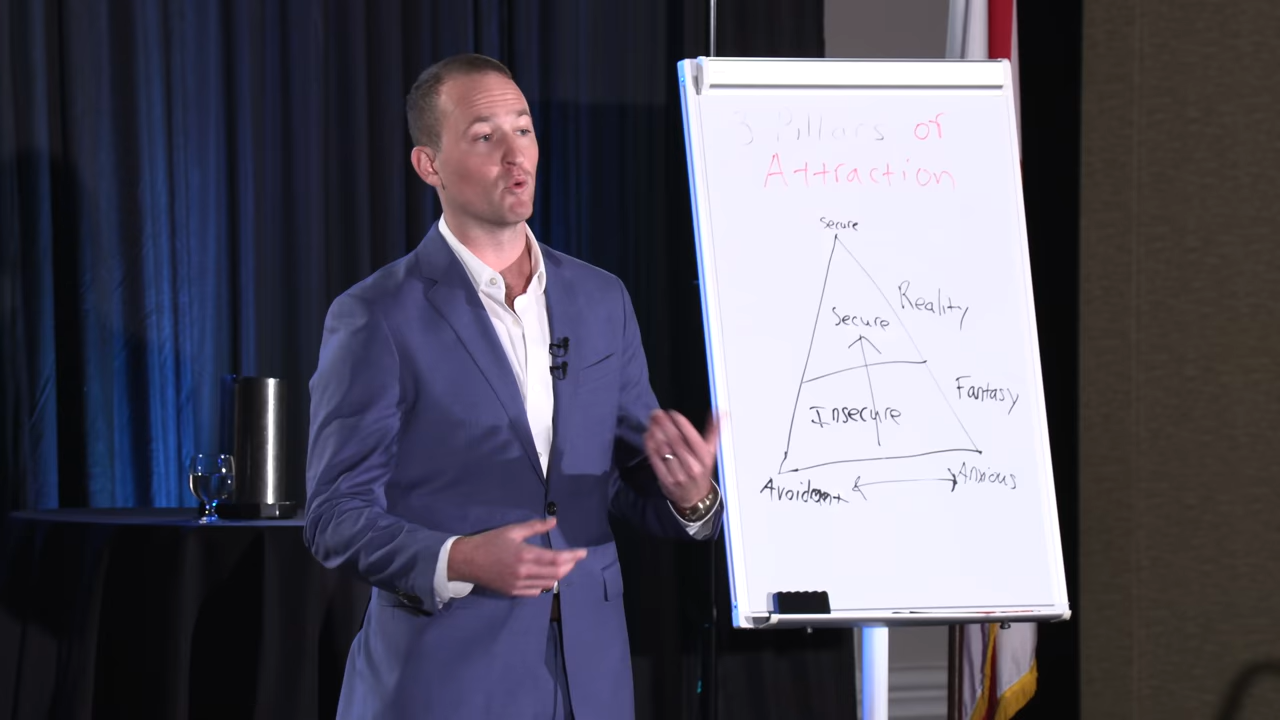 3 Pillars of
Attraction
Secure
Reality
Secure
Fantasy
Insecure
Avoidant
Anxious